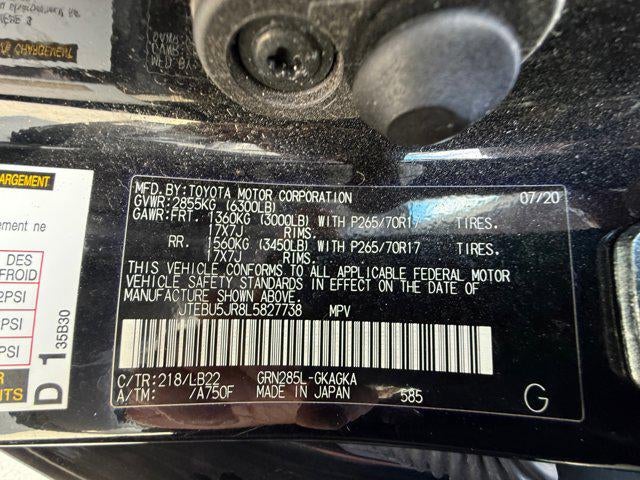 MFD. BY: TOYOTA MOTOR CORPORATION 07/20
GVWR: 2855KG (6300LB)
GAWR: FRT. 1360KG (3000LB) WITH P265/70R17 TIRES.
17X7J RIMS.
RR. 1560KG (3450LB) WITH P265/70R17 TIRES.
17X7J RIMS.
THIS VEHICLE CONFORMS TO ALL APPLICABLE FEDERAL MOTOR
VEHICLE SAFETY STANDARDS IN EFFECT ON THE DATE OF
MANUFACTURE SHOWN ABOVE.
JTEBU5JR8L5827738 MPV
C/TR: 218/LB22 GRN285L-GKAGKA
A/TM: /A750F MADE IN JAPAN 585
G
ARGEMENT
ment ne
DES
FROID
2PSI
PSI
PSI
R
ITS
D 1 35B30